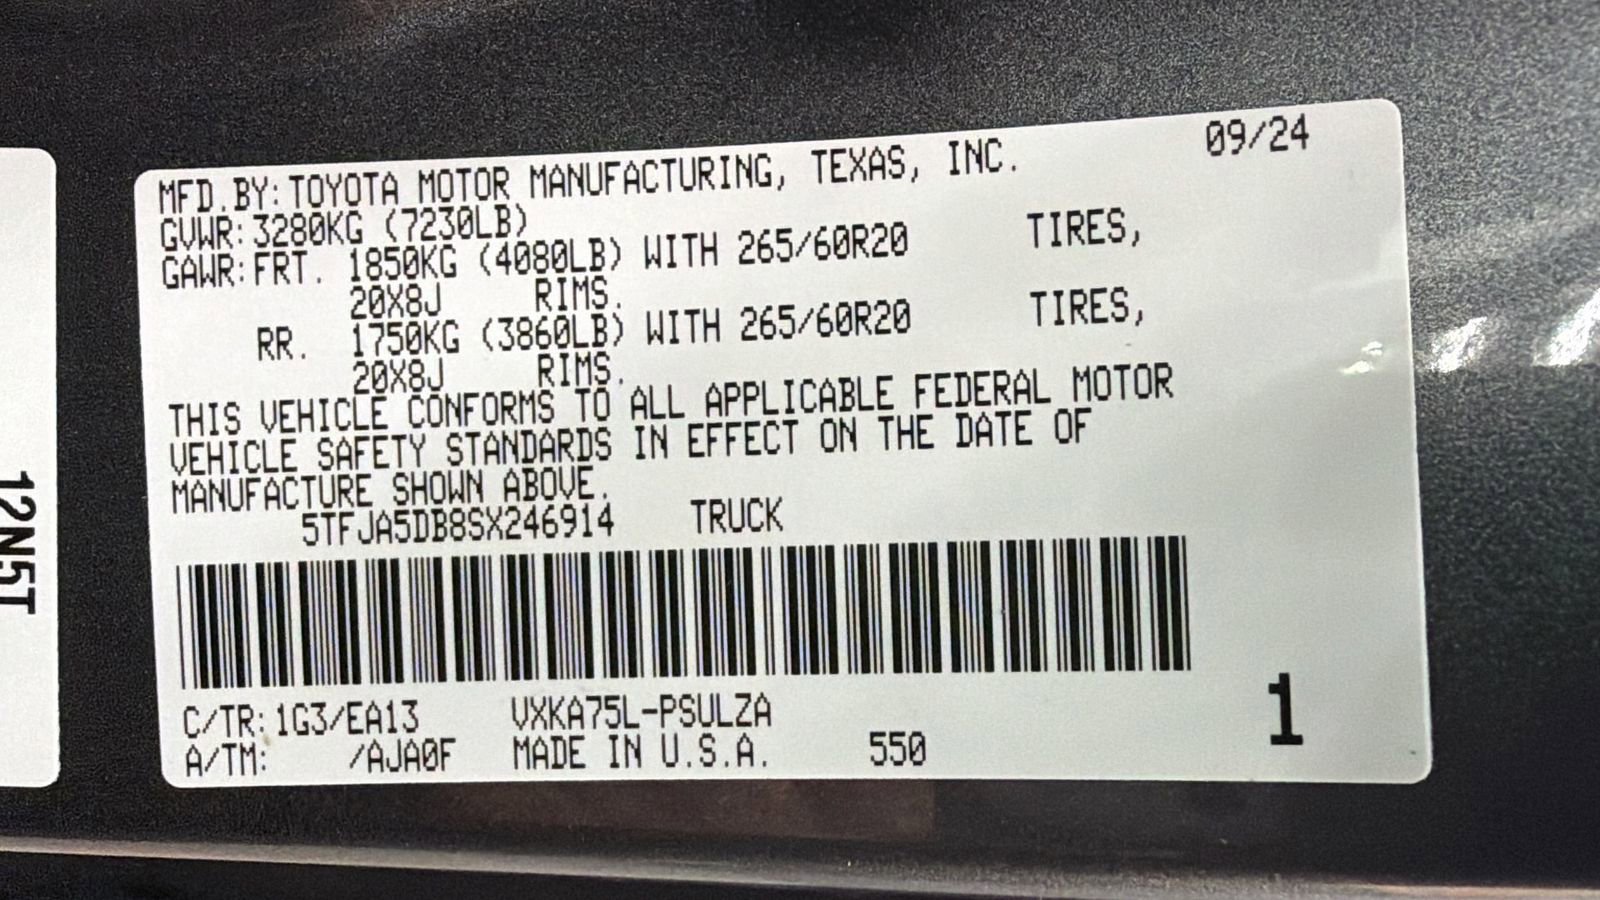 MFD.BY: TOYOTA MOTOR MANUFACTURING, TEXAS, INC. 09/24
GVWR: 3280KG (7230LB)
GAWR: FRT. 1850KG (4080LB) WITH 265/60R20 TIRES,
20X8J RIMS.
RR. 1750KG (3860LB) WITH 265/60R20 TIRES,
20X8J RIMS.
THIS VEHICLE CONFORMS TO ALL APPLICABLE FEDERAL MOTOR
VEHICLE SAFETY STANDARDS IN EFFECT ON THE DATE OF
MANUFACTURE SHOWN ABOVE.
5TFJA5DB8SX246914 TRUCK
C/TR: 1G3/EA13 VXKA75L-PSULZA
A/TM: /AJA0F MADE IN U.S.A. 550
1
12N5T